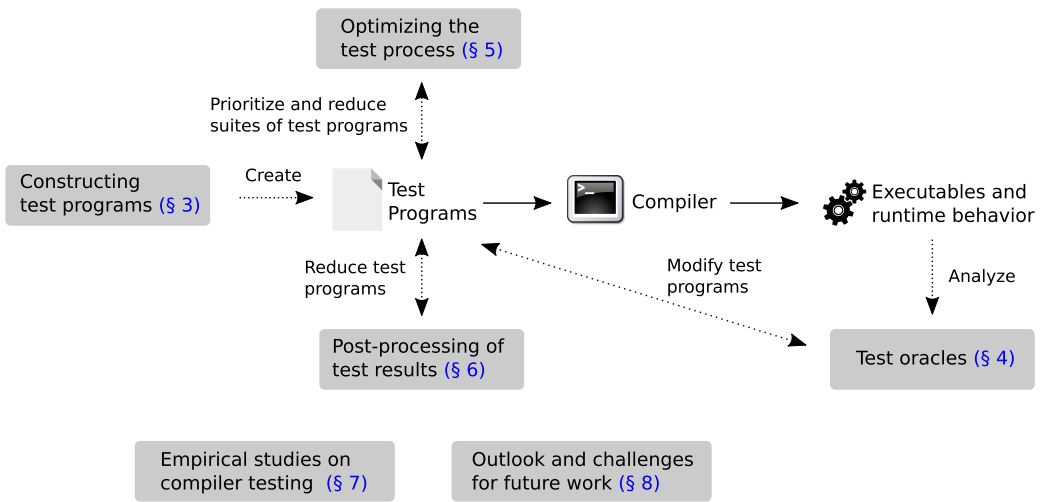 Optimizing the
test process (§ 5)
Prioritize and reduce
suites of test programs
Constructing
test programs (§ 3)
Create
Test
Programs
>_
Compiler
Executables and
runtime behavior
Reduce test
programs
Modify test
programs
Analyze
Post-processing of
test results (§ 6)
Test oracles (§ 4)
Empirical studies on
compiler testing (§ 7)
Outlook and challenges
for future work (§ 8)